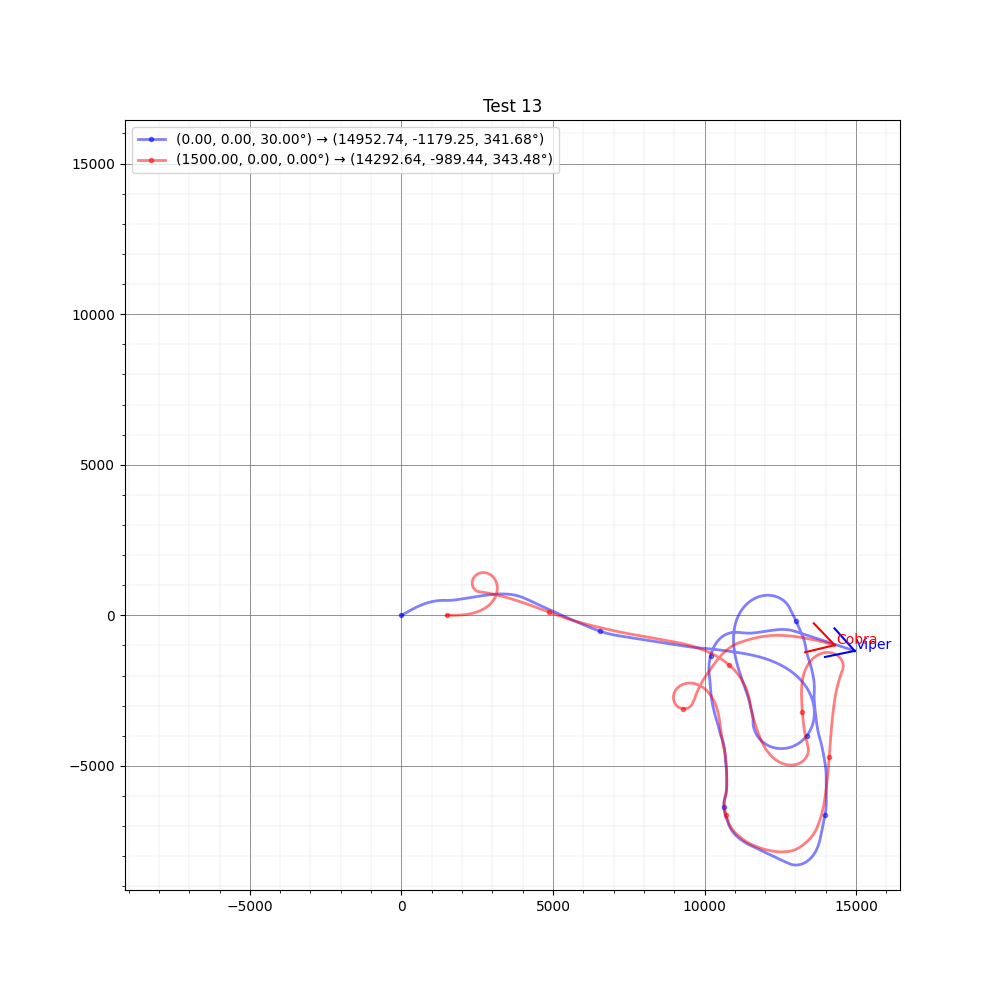 Test 13
(0.00, 0.00, 30.00°) → (14952.74, -1179.25, 341.68°)
(1500.00, 0.00, 0.00°) → (14292.64, -989.44, 343.48°)
15000
10000
5000
0
−5000
Cobra
Viper
−5000
0
5000
10000
15000